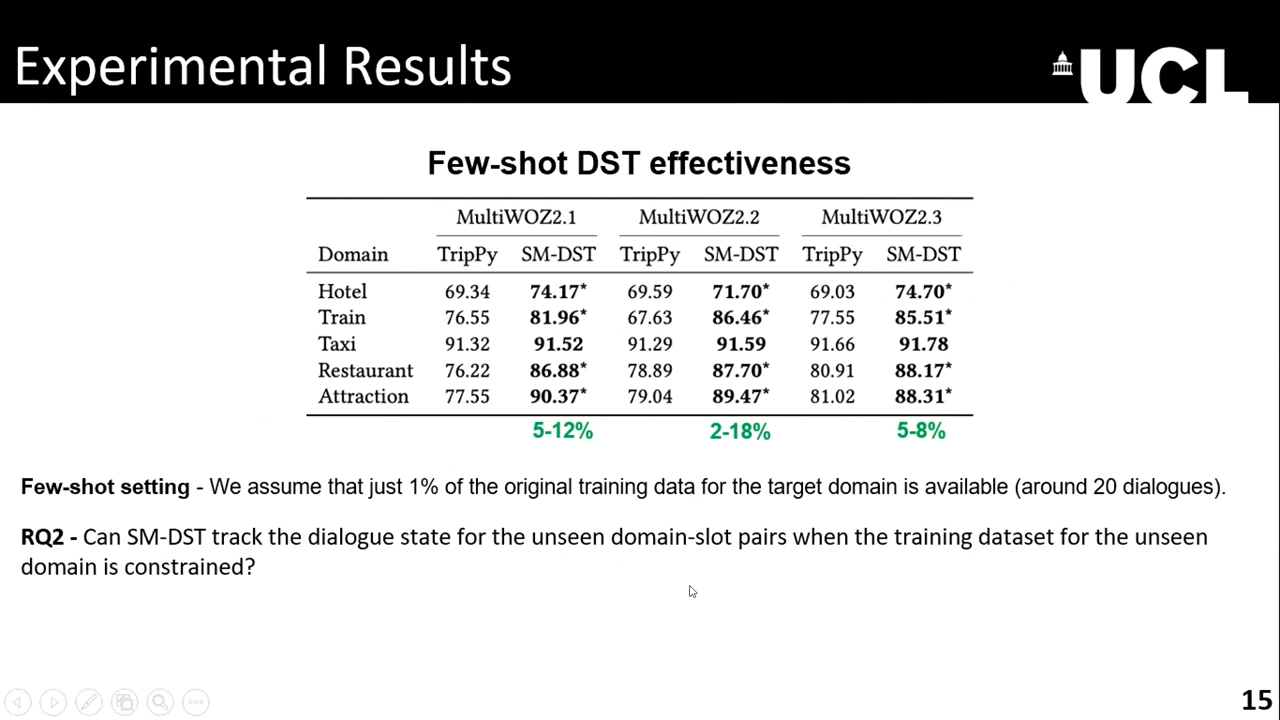 Experimental Results
UCL
Few-shot DST effectiveness
MultiWOZ2.1 MultiWOZ2.2 MultiWOZ2.3
Domain TripPy SM-DST TripPy SM-DST TripPy SM-DST
Hotel 69.34 74.17* 69.59 71.70* 69.03 74.70*
Train 76.55 81.96* 67.63 86.46* 77.55 85.51*
Taxi 91.32 91.52 91.29 91.59 91.66 91.78
Restaurant 76.22 86.88* 78.89 87.70* 80.91 88.17*
Attraction 77.55 90.37* 79.04 89.47* 81.02 88.31*
5-12% 2-18% 5-8%
Few-shot setting - We assume that just 1% of the original training data for the target domain is available (around 20 dialogues).
RQ2 - Can SM-DST track the dialogue state for the unseen domain-slot pairs when the training dataset for the unseen
domain is constrained?
15